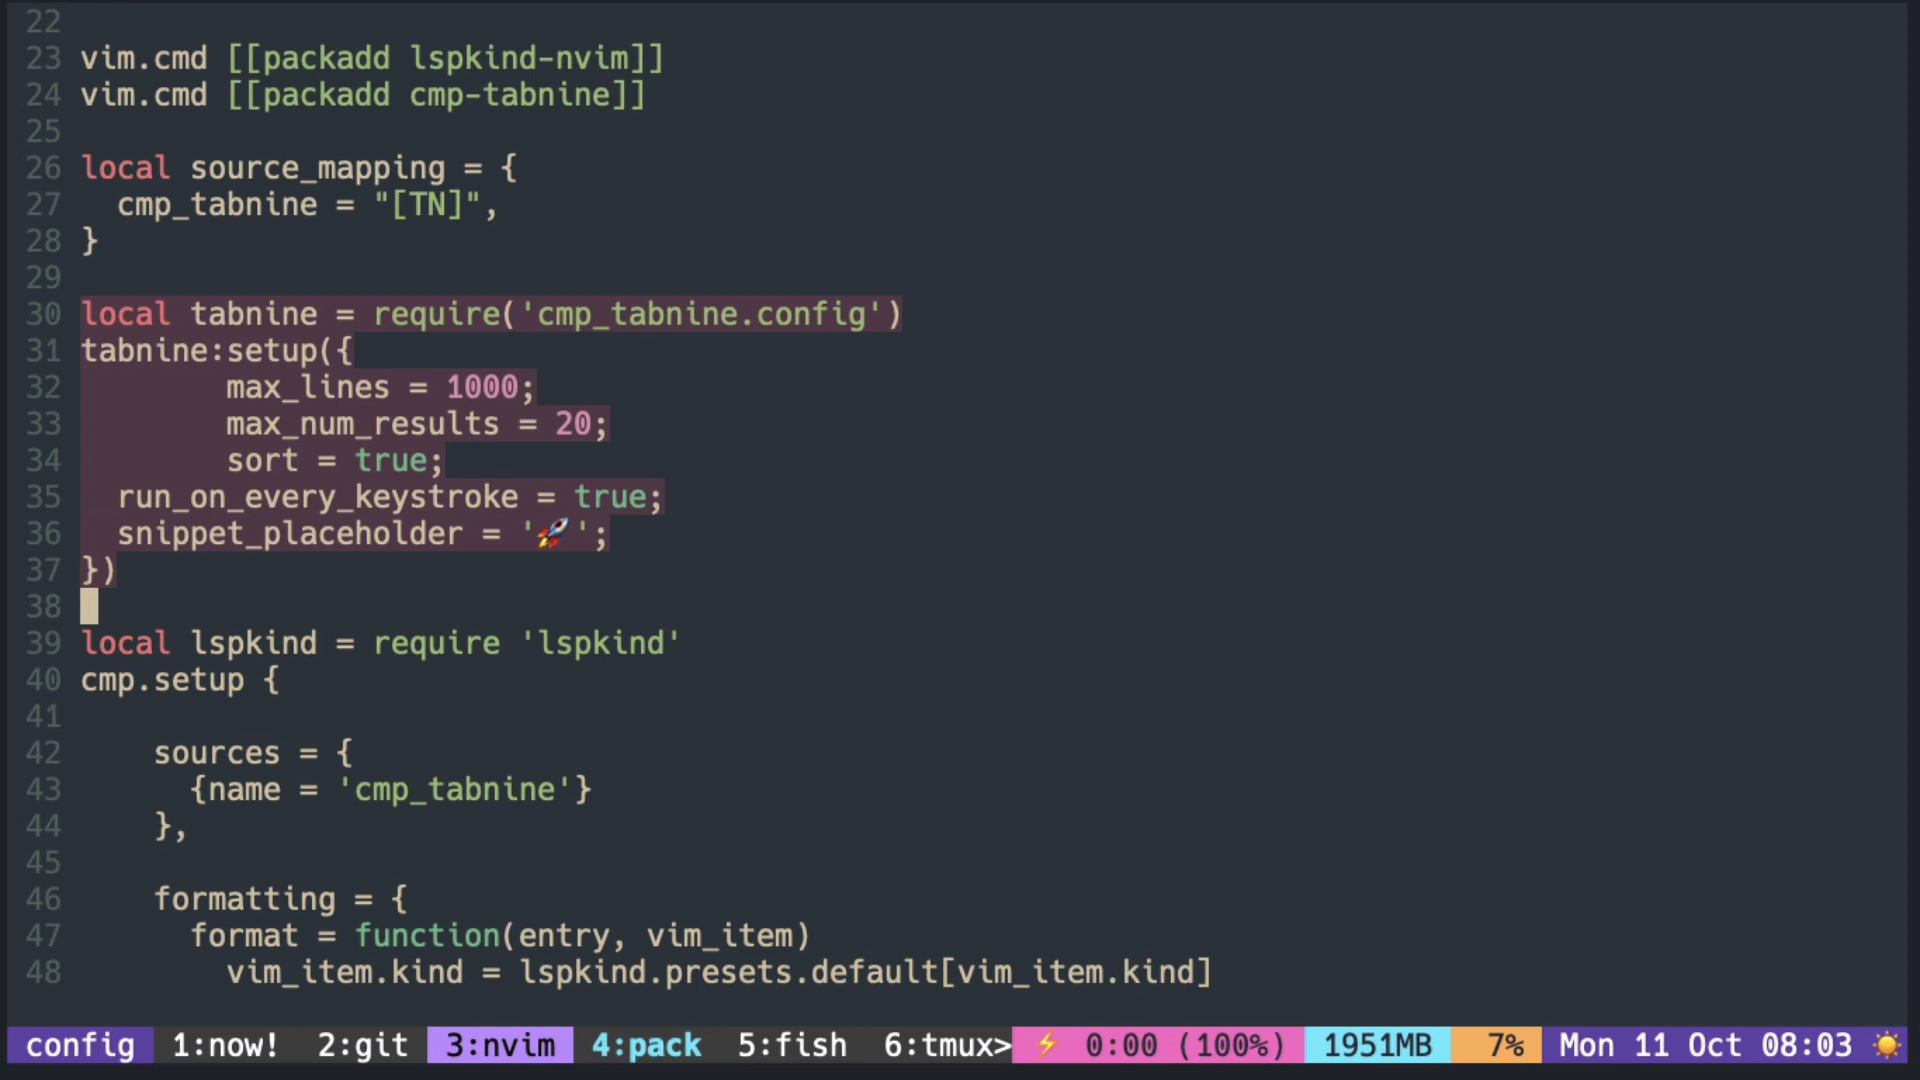 22
23 vim.cmd [[packadd lspkind-nvim]]
24 vim.cmd [[packadd cmp-tabnine]]
25
26 local source_mapping = {
27   cmp_tabnine = "[TN]",
28 }
29
30 local tabnine = require('cmp_tabnine.config')
31 tabnine:setup({
32         max_lines = 1000;
33         max_num_results = 20;
34         sort = true;
35   run_on_every_keystroke = true;
36   snippet_placeholder = '🚀';
37 })
38
39 local lspkind = require 'lspkind'
40 cmp.setup {
41
42     sources = {
43       {name = 'cmp_tabnine'}
44     },
45
46     formatting = {
47       format = function(entry, vim_item)
48         vim_item.kind = lspkind.presets.default[vim_item.kind]
config 1:now! 2:git 3:nvim 4:pack 5:fish 6:tmux> ⚡ 0:00 (100%) 1951MB 7% Mon 11 Oct 08:03 ☀️